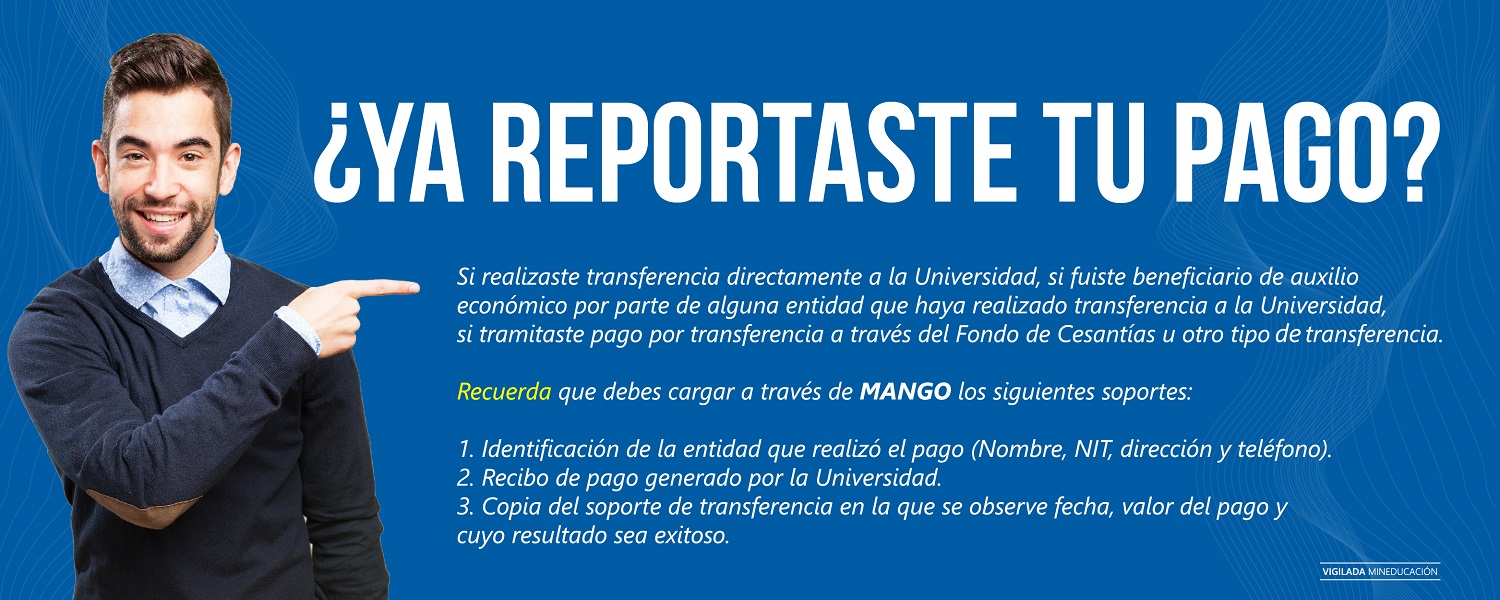 ¿YA REPORTASTE TU PAGO?
Si realizaste transferencia directamente a la Universidad, si fuiste beneficiario de auxilio
económico por parte de alguna entidad que haya realizado transferencia a la Universidad,
si tramitaste pago por transferencia a través del Fondo de Cesantías u otro tipo de transferencia.
Recuerda que debes cargar a través de MANGO los siguientes soportes:
1. Identificación de la entidad que realizó el pago (Nombre, NIT, dirección y teléfono).
2. Recibo de pago generado por la Universidad.
3. Copia del soporte de transferencia en la que se observe fecha, valor del pago y
cuyo resultado sea exitoso.
VIGILADA MINEDUCACIÓN